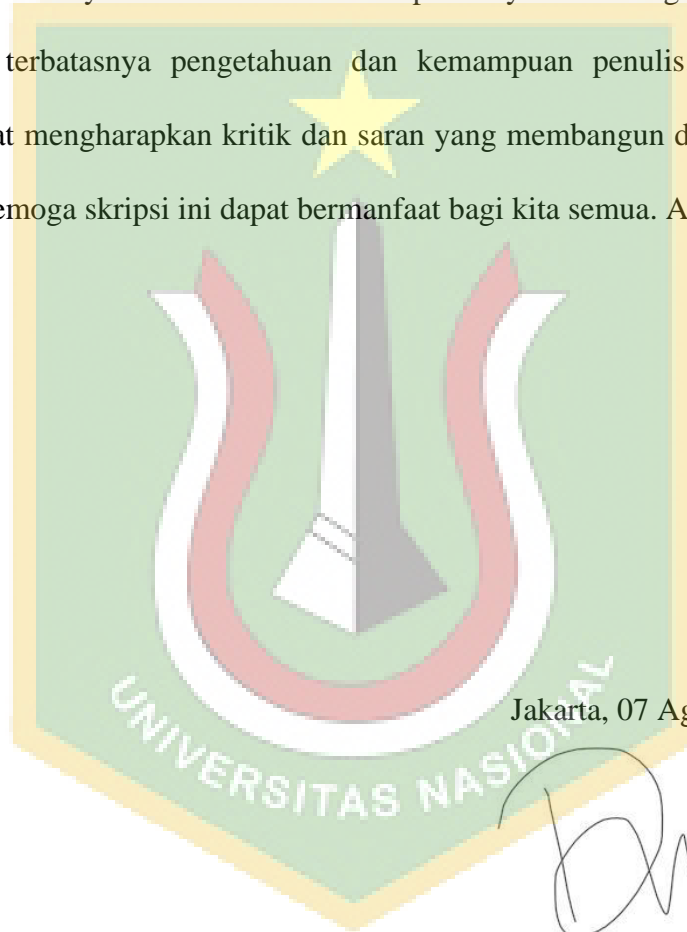 terbatasnya pengetahuan dan kemampuan penulis
mengharapkan kritik dan saran yang membangun
emoga skripsi ini dapat bermanfaat bagi kita semua. A
Jakarta, 07 Ag
UNIVERSITAS NASIONAL